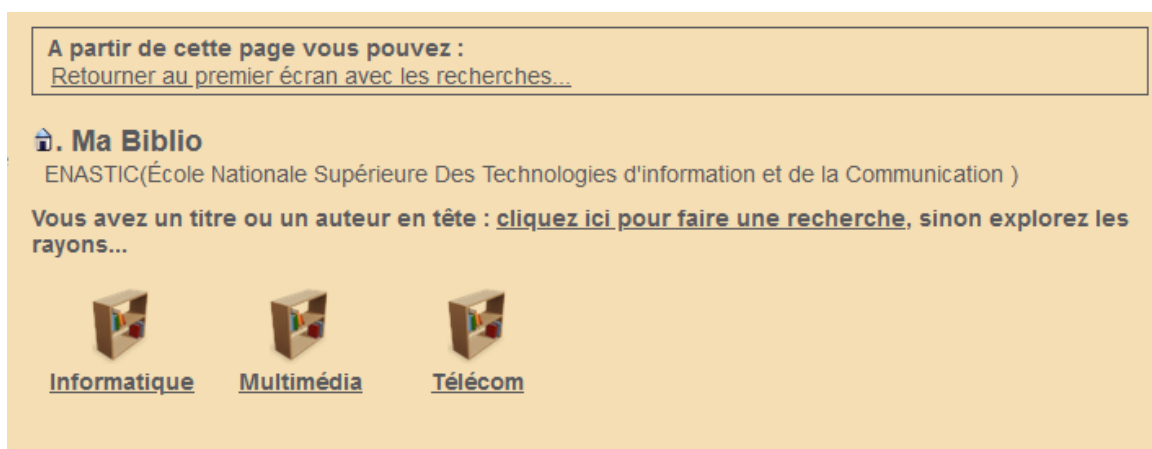 A partir de cette page vous pouvez :
Retourner au premier écran avec les recherches...
. Ma Biblio
ENASTIC(École Nationale Supérieure Des Technologies d'information et de la Communication )
Vous avez un titre ou un auteur en tête : cliquez ici pour faire une recherche, sinon explorez les
rayons...
Informatique Multimédia Télécom